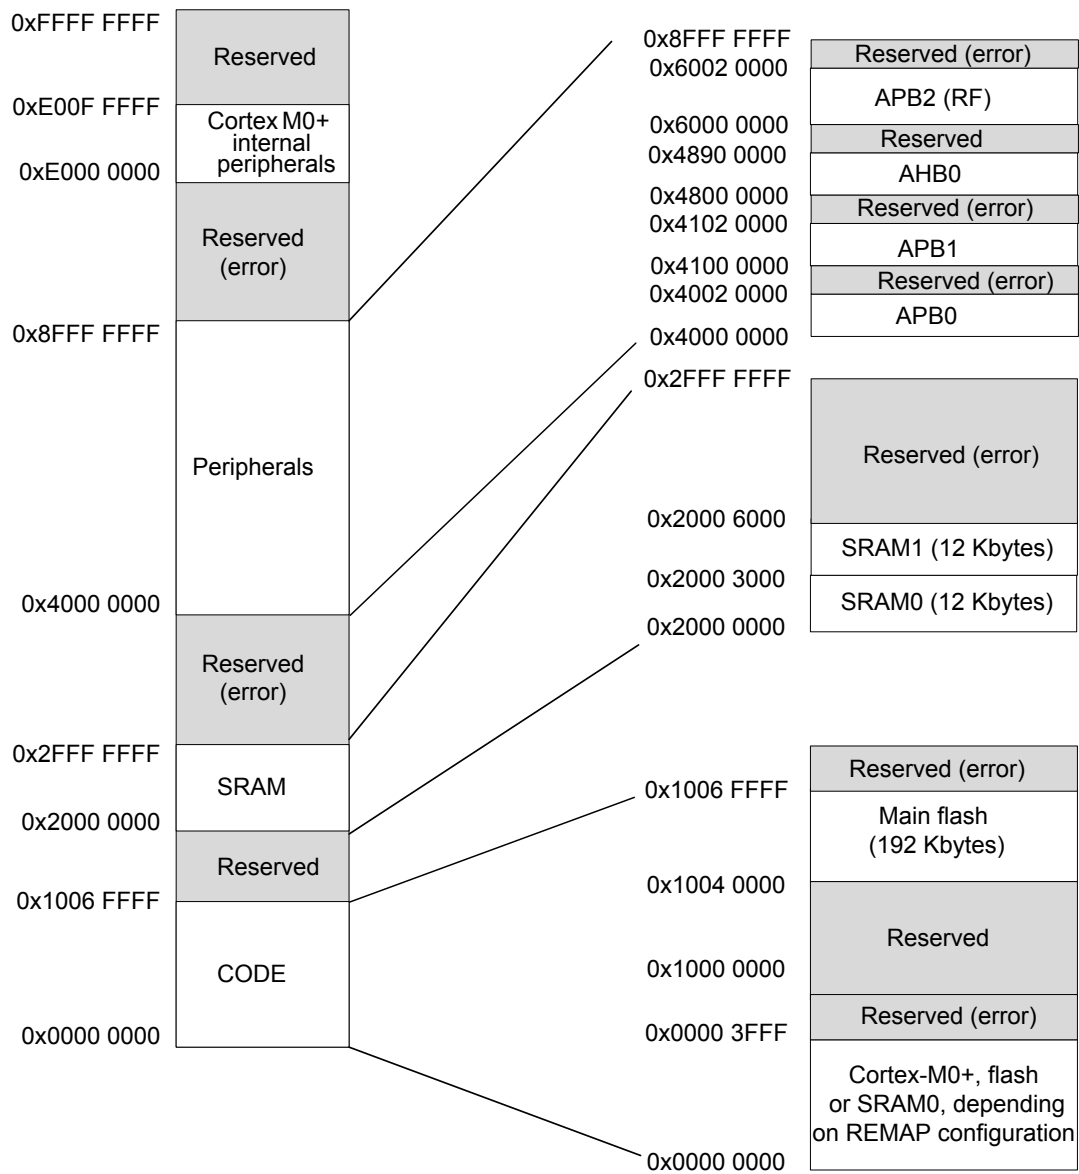 0xFFFF FFFF
Reserved
0xE00F FFFF
Cortex M0+
internal
peripherals
0xE000 0000
Reserved
(error)
0x8FFF FFFF
Peripherals
0x4000 0000
Reserved
(error)
0x2FFF FFFF
SRAM
0x2000 0000
Reserved
0x1006 FFFF
CODE
0x0000 0000
0x8FFF FFFF
Reserved (error)
0x6002 0000
APB2 (RF)
0x6000 0000
Reserved
0x4890 0000
AHB0
0x4800 0000
Reserved (error)
0x4102 0000
APB1
0x4100 0000
Reserved (error)
0x4002 0000
APB0
0x4000 0000
0x2FFF FFFF
Reserved (error)
0x2000 6000
SRAM1 (12 Kbytes)
0x2000 3000
SRAM0 (12 Kbytes)
0x2000 0000
Reserved (error)
0x1006 FFFF
Main flash
(192 Kbytes)
0x1004 0000
Reserved
0x1000 0000
Reserved (error)
0x0000 3FFF
Cortex-M0+, flash
or SRAM0, depending
on REMAP configuration
0x0000 0000